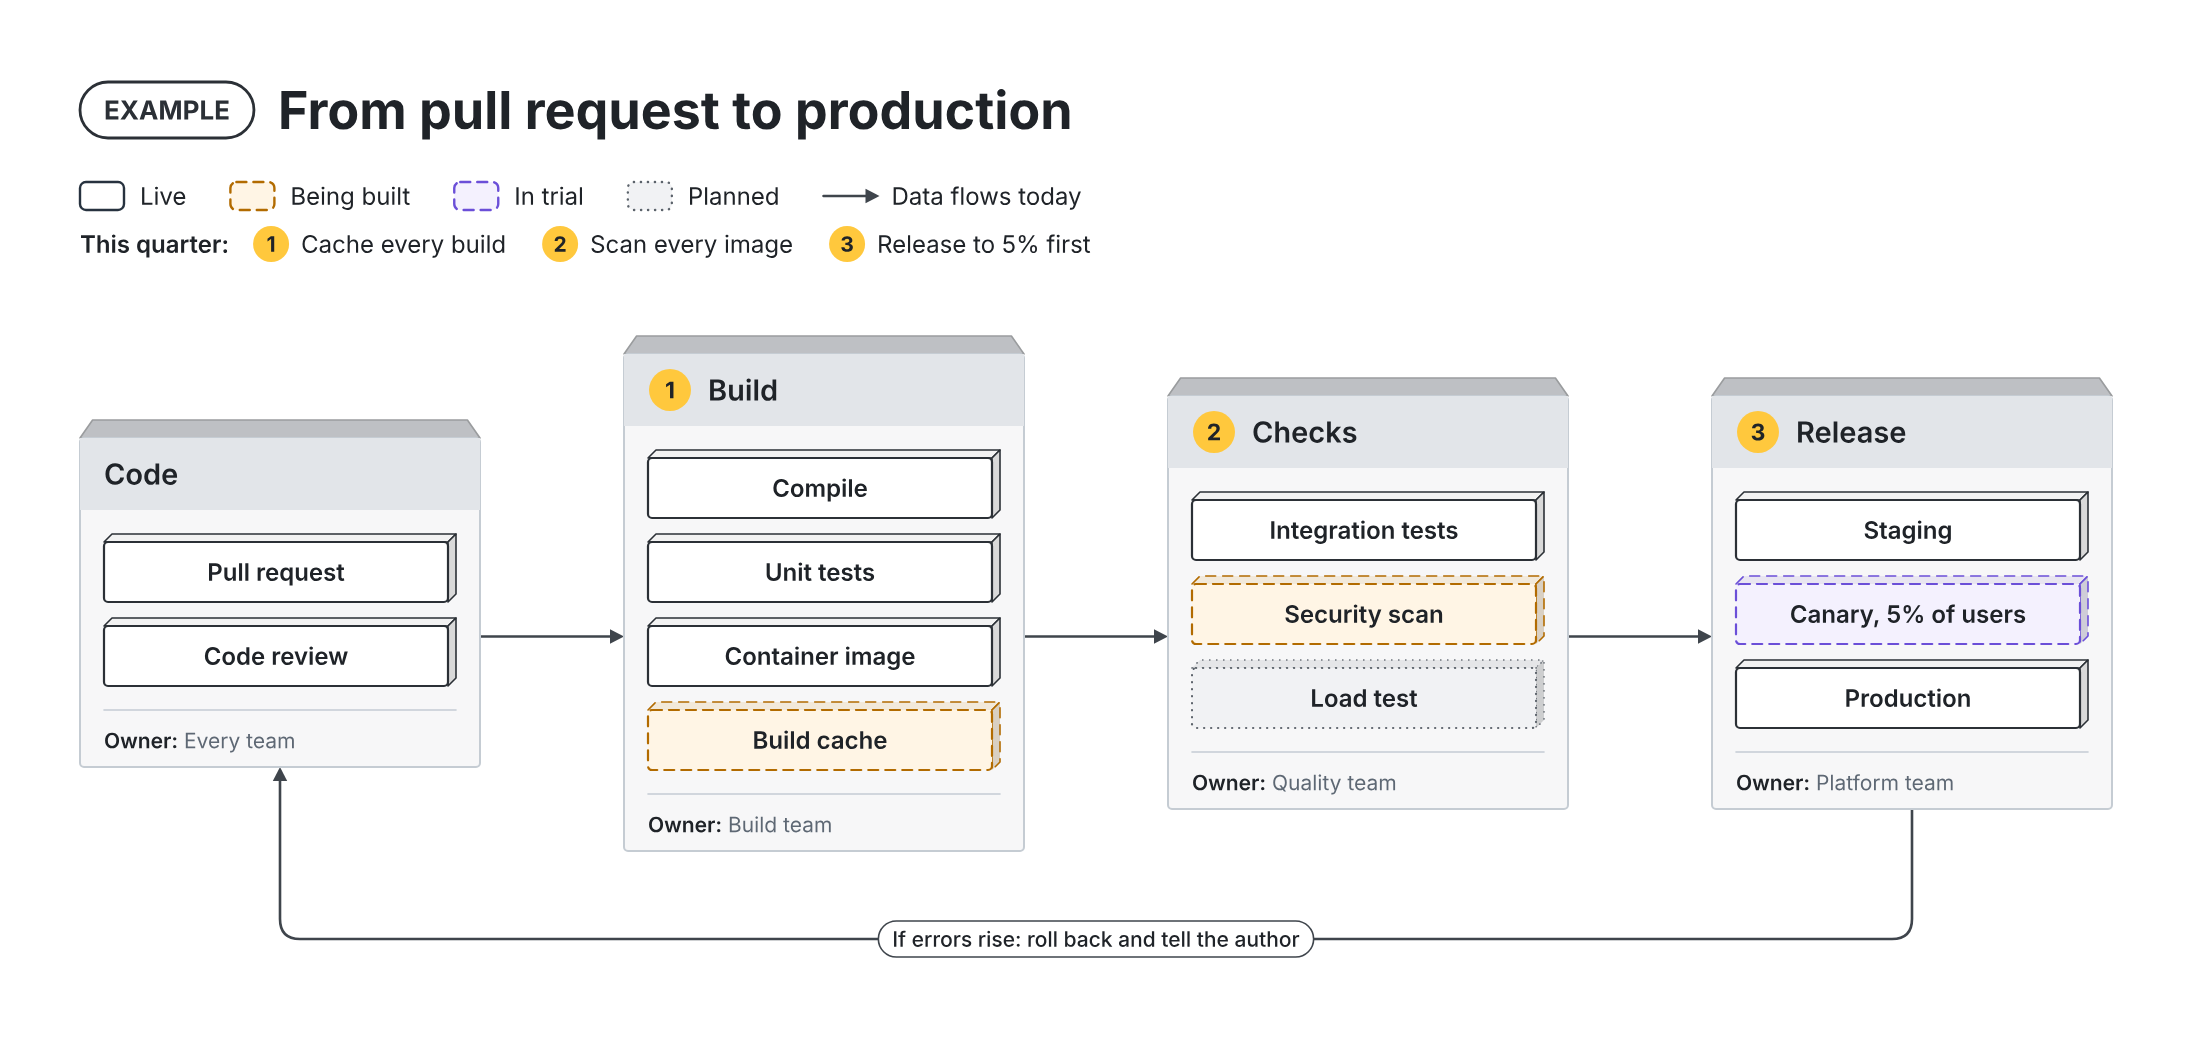 EXAMPLE From pull request to production
Live Being built In trial Planned Data flows today
This quarter: 1 Cache every build 2 Scan every image 3 Release to 5% first
Code
Pull request
Code review
Owner: Every team
1 Build
Compile
Unit tests
Container image
Build cache
Owner: Build team
2 Checks
Integration tests
Security scan
Load test
Owner: Quality team
3 Release
Staging
Canary, 5% of users
Production
Owner: Platform team
If errors rise: roll back and tell the author